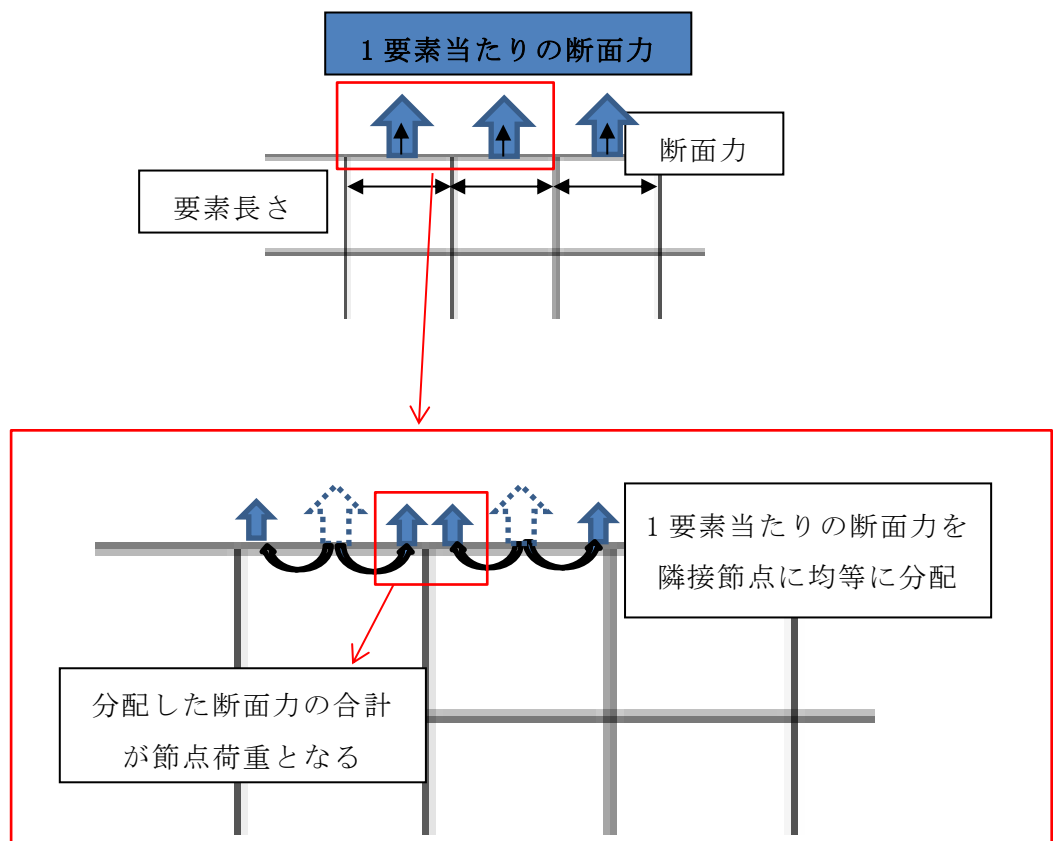 1要素当たりの断面力
断面力
要素長さ
1要素当たりの断面力を
隣接節点に均等に分配
分配した断面力の合計
が節点荷重となる